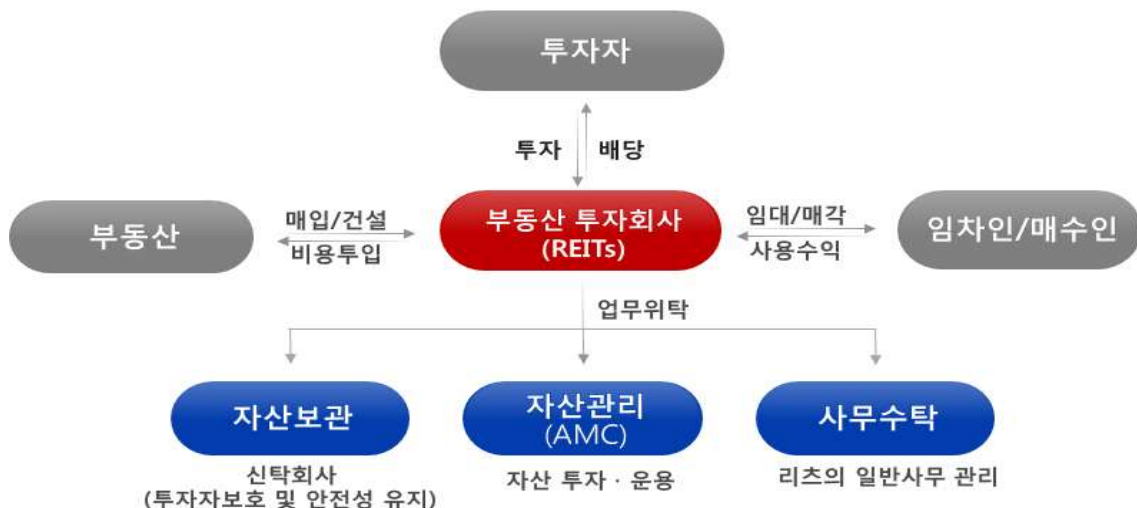 투자자
투자
배당
부동산
매입/건설
비용투입
부동산 투자회사
(REITs)
임대/매각
사용수익
임차인/매수인
업무위탁
자산보관
자산관리
(AMC)
사무수탁
신탁회사
(투자자보호 및 안전성 유지)
자산 투자 · 운용
리츠의 일반사무 관리